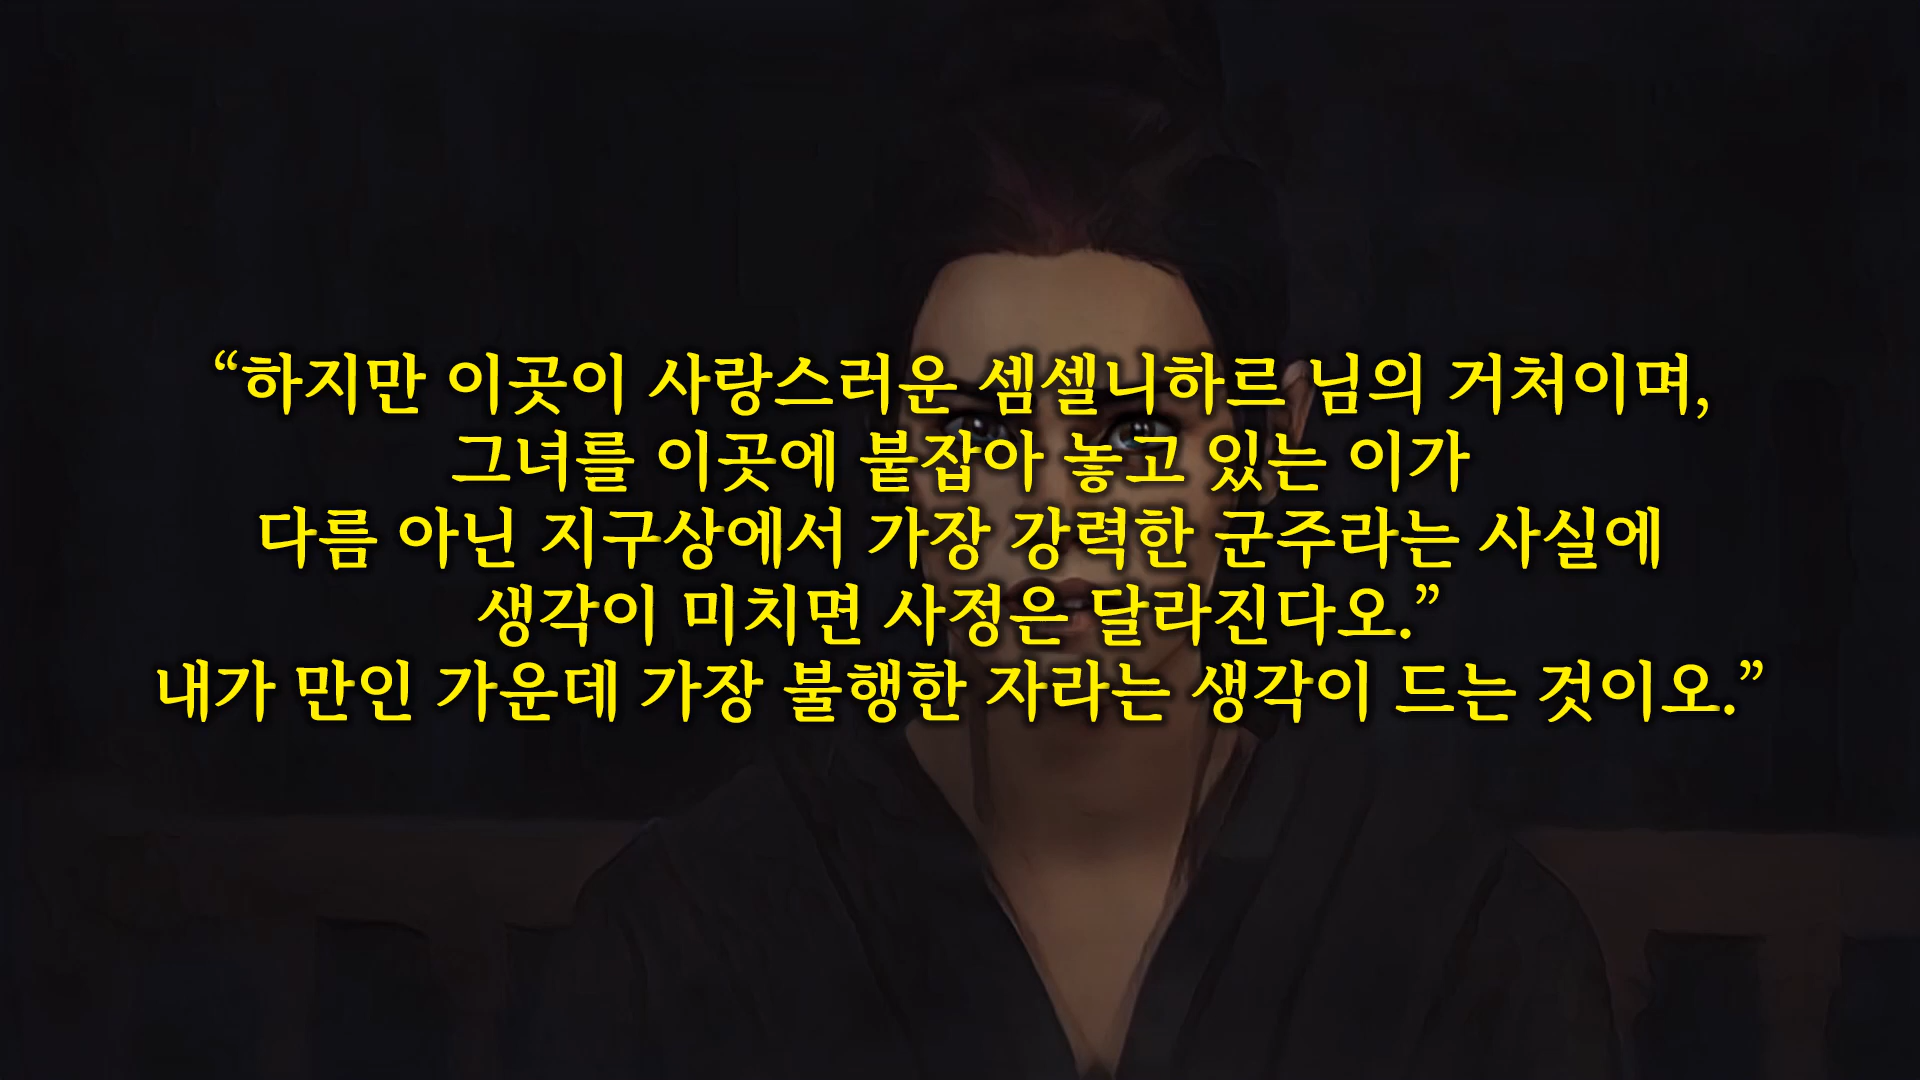 “하지만 이곳이 사랑스러운 셈셀니하르 님의 거처이며,
그녀를 이곳에 붙잡아 놓고 있는 이가
다름 아닌 지구상에서 가장 강력한 군주라는 사실에
생각이 미치면 사정은 달라진다오.”
내가 만인 가운데 가장 불행한 자라는 생각이 드는 것이오.”